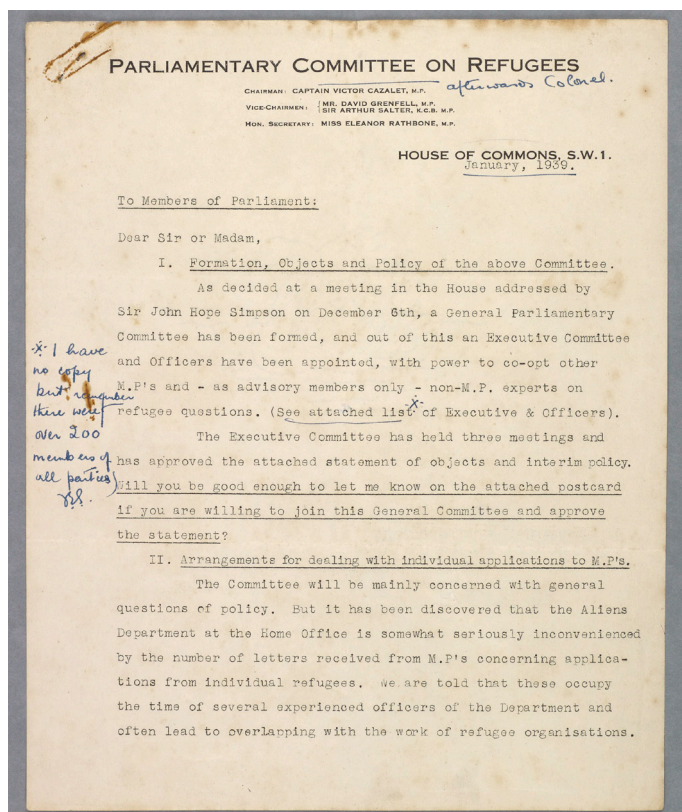 PARLIAMENTARY COMMITTEE ON REFUGEES
CHAIRMAN: CAPTAIN VICTOR CAZALET, M.P. afterwards Colonel.
VICE-CHAIRMEN: { MR. DAVID GRENFELL, M.P.
SIR ARTHUR SALTER, K.C.B. M.P.
HON. SECRETARY: MISS ELEANOR RATHBONE, M.P.
HOUSE OF COMMONS, S.W.1.
January, 1939.
To Members of Parliament:
Dear Sir or Madam,
I. Formation, Objects and Policy of the above Committee.
As decided at a meeting in the House addressed by
Sir John Hope Simpson on December 6th, a General Parliamentary
Committee has been formed, and out of this an Executive Committee
and Officers have been appointed, with power to co-opt other
M.P's and - as advisory members only - non-M.P. experts on
refugee questions. (See attached list * of Executive & Officers).
The Executive Committee has held three meetings and
has approved the attached statement of objects and interim policy.
Will you be good enough to let me know on the attached postcard
if you are willing to join this General Committee and approve
the statement?
II. Arrangements for dealing with individual applications to M.P's.
The Committee will be mainly concerned with general
questions of policy. But it has been discovered that the Aliens
Department at the Home Office is somewhat seriously inconvenienced
by the number of letters received from M.P's concerning applica-
tions from individual refugees. We are told that these occupy
the time of several experienced officers of the Department and
often lead to overlapping with the work of refugee organisations.
* I have
no copy
but remember
there were
over 200
members of
all parties)